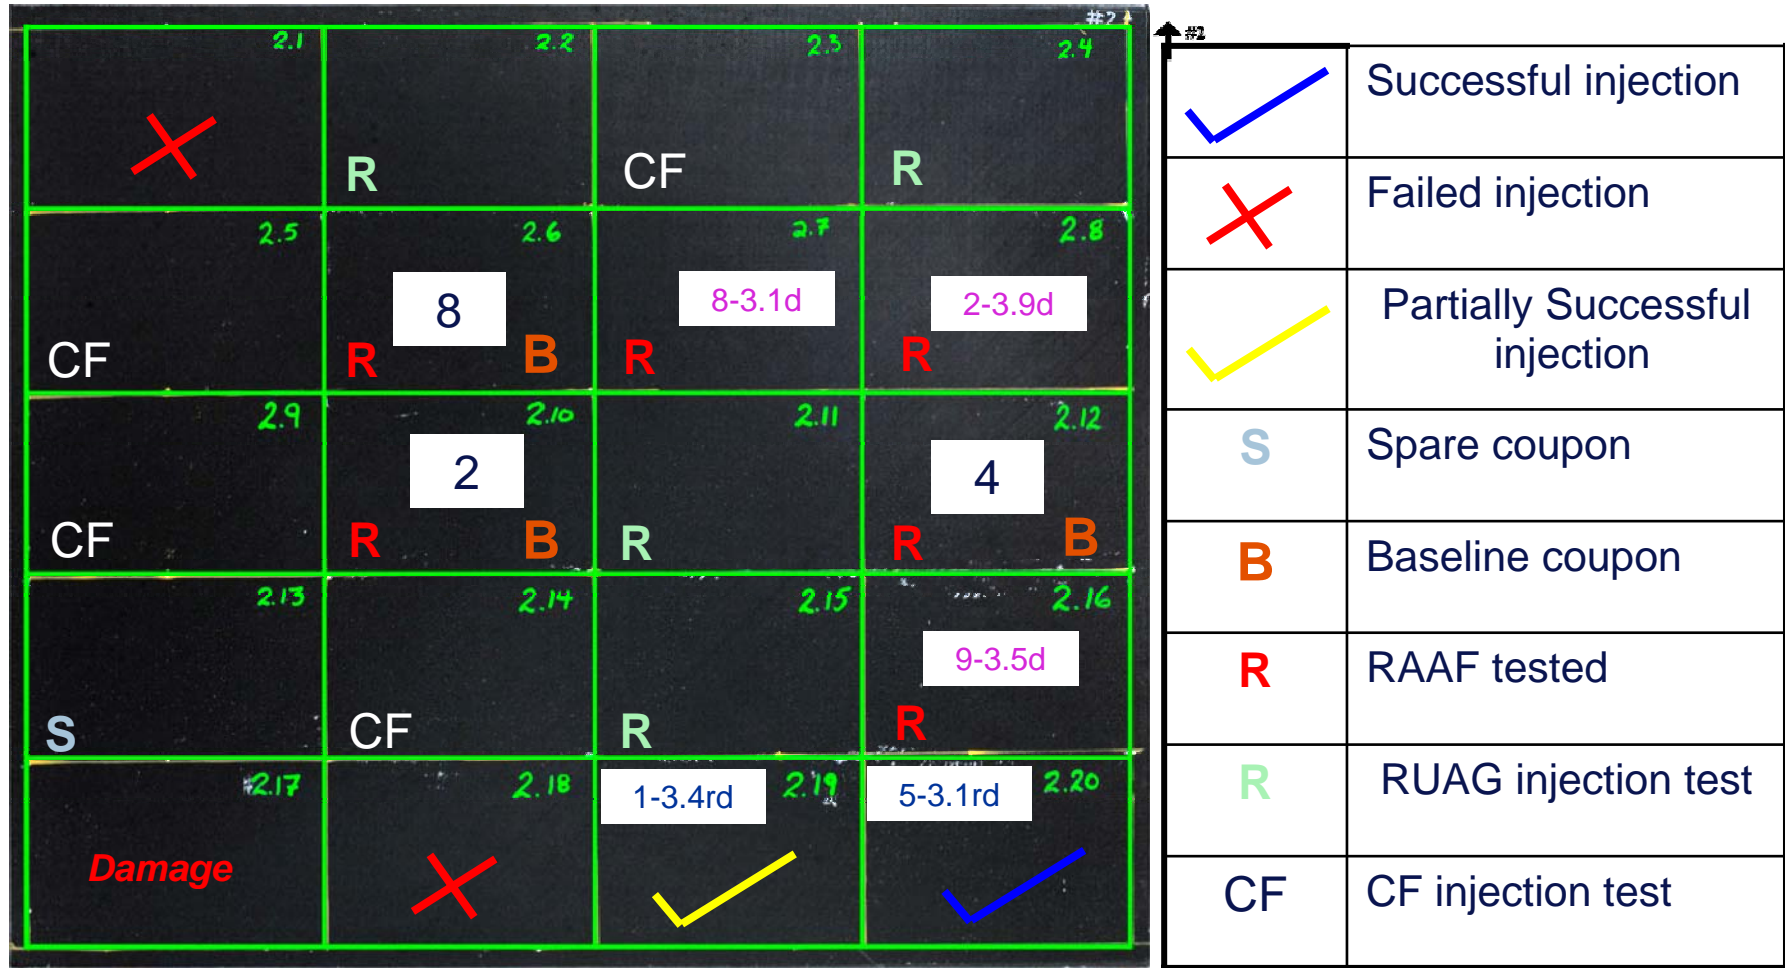 #2
2.1
2.2
2.3
2.4
R
CF
R
2.5
2.6
2.7
2.8
8
8-3.1d
2-3.9d
CF
R
B
R
R
2.9
2.10
2.11
2.12
2
4
CF
R
B
R
R
B
2.13
2.14
2.15
2.16
9-3.5d
S
CF
R
R
#2.17
2.18
1-3.4rd
2.19
5-3.1rd
2.20
Damage
#2
Successful injection
Failed injection
Partially Successful
injection
S Spare coupon
B Baseline coupon
R RAAF tested
R RUAG injection test
CF CF injection test